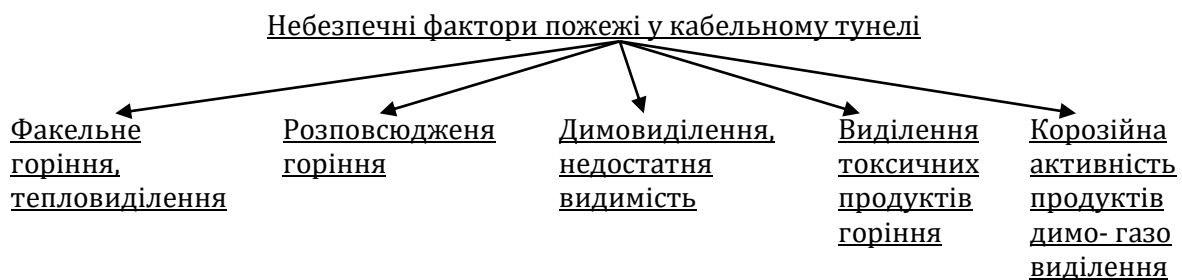 Небезпечні фактори пожежі у кабельному тунелі
Факельне
горіння,
тепловиділення
Розповсюдженя
горіння
Димовиділення,
недостатня
видимість
Виділення
токсичних
продуктів
горіння
Корозійна
активність
продуктів
димо- газо
виділення